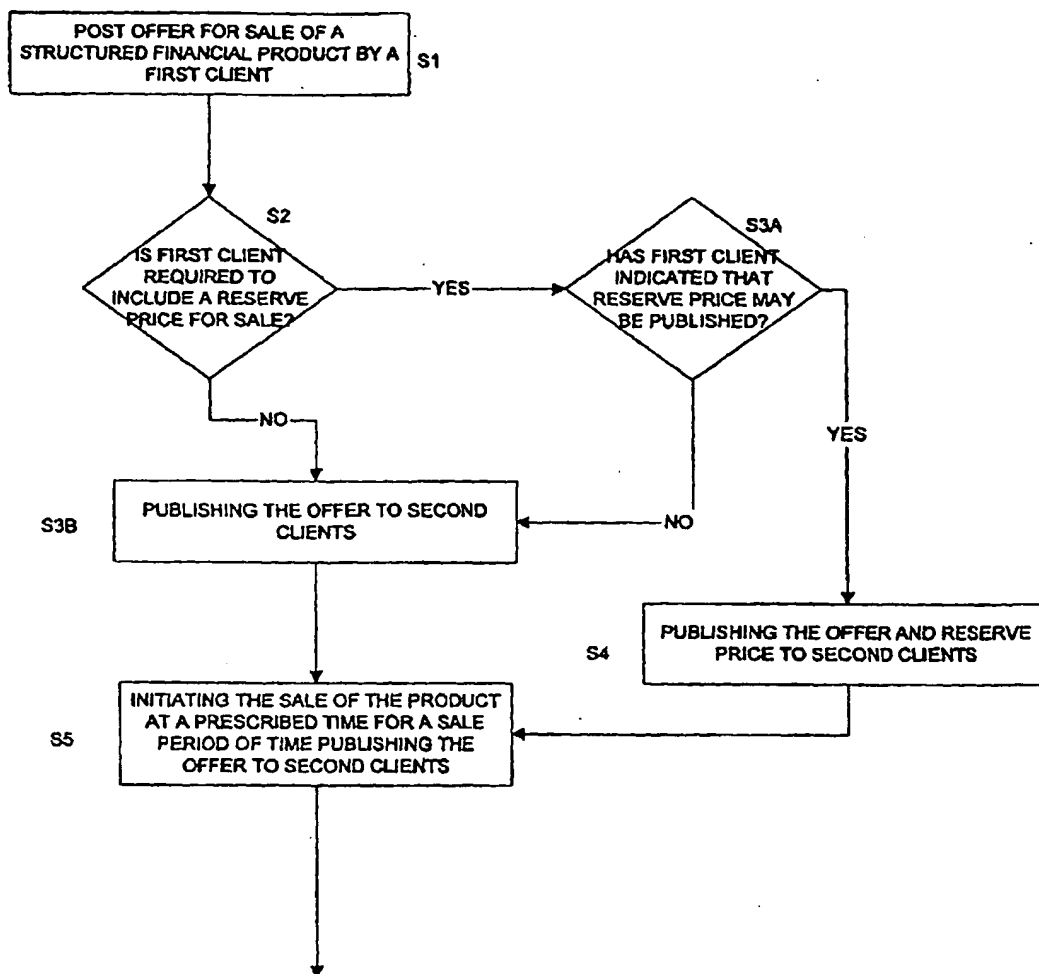 POST OFFER FOR SALE OF A
STRUCTURED FINANCIAL PRODUCT BY A
FIRST CLIENT
S1
S2
IS FIRST CLIENT
REQUIRED TO
INCLUDE A RESERVE
PRICE FOR SALE?
YES
S3A
HAS FIRST CLIENT
INDICATED THAT
RESERVE PRICE MAY
BE PUBLISHED?
NO
YES
S3B
PUBLISHING THE OFFER TO SECOND
CLIENTS
NO
S4
PUBLISHING THE OFFER AND RESERVE
PRICE TO SECOND CLIENTS
S5
INITIATING THE SALE OF THE PRODUCT
AT A PRESCRIBED TIME FOR A SALE
PERIOD OF TIME PUBLISHING THE
OFFER TO SECOND CLIENTS